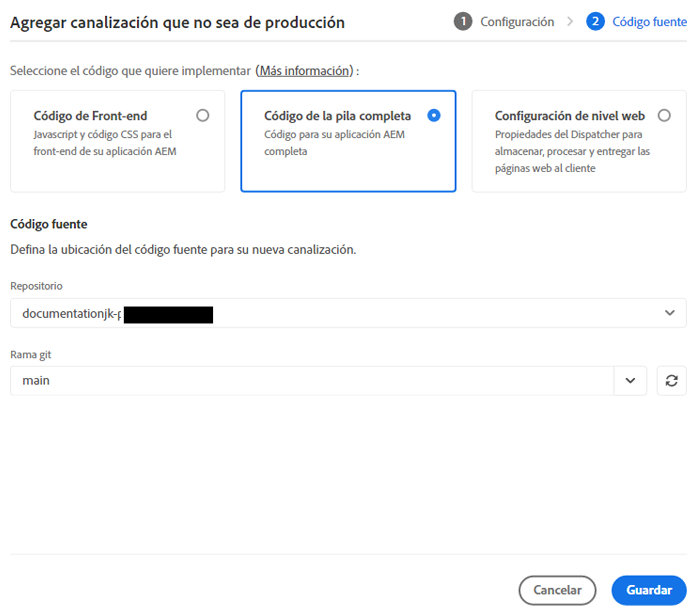 Agregar canalización que no sea de producción
1 Configuración > 2 Código fuente
Seleccione el código que quiere implementar (Más información) :
Código de Front-end
Javascript y código CSS para el
front-end de su aplicación AEM
Código de la pila completa
Código para su aplicación AEM
completa
Configuración de nivel web
Propiedades del Dispatcher para
almacenar, procesar y entregar las
páginas web al cliente
Código fuente
Defina la ubicación del código fuente para su nueva canalización.
Repositorio
documentationjk-p
Rama git
main
Cancelar
Guardar